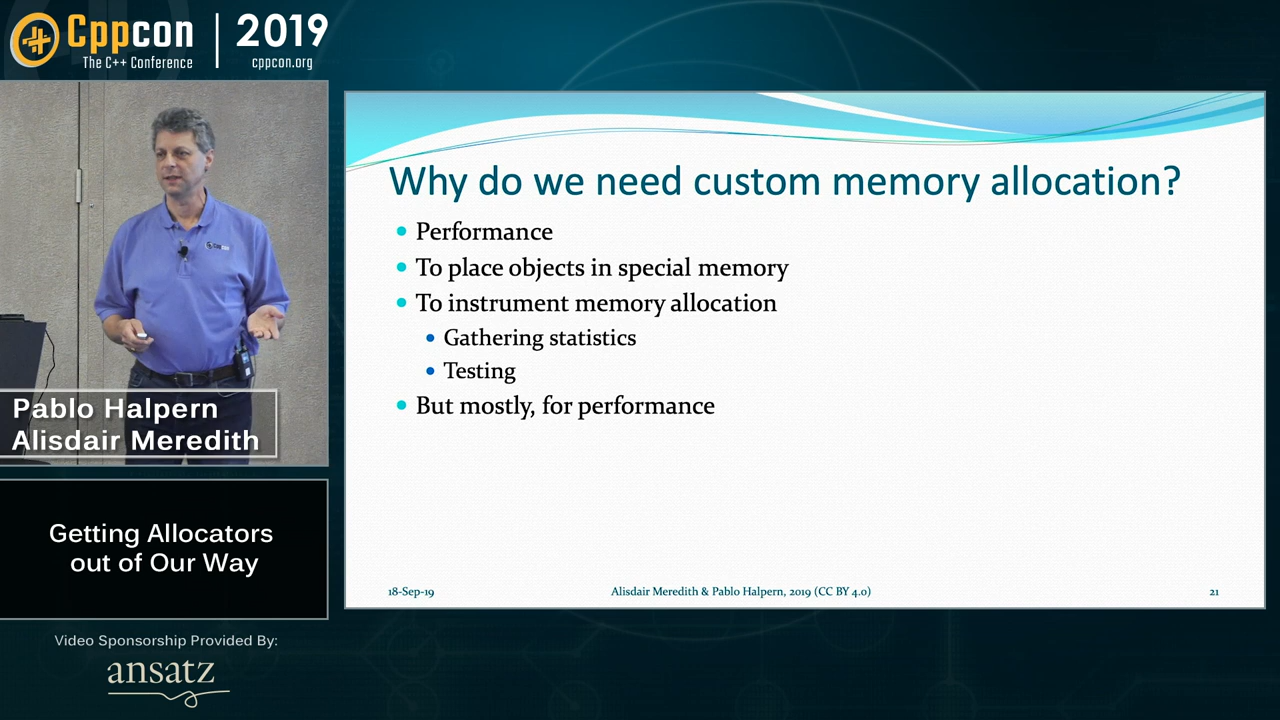 Cppcon
The C++ Conference
2019
cppcon.org
Pablo Halpern
Alisdair Meredith
Getting Allocators
out of Our Way
Video Sponsorship Provided By:
ansatz
Why do we need custom memory allocation?
Performance
To place objects in special memory
To instrument memory allocation
Gathering statistics
Testing
But mostly, for performance
18-Sep-19
Alisdair Meredith & Pablo Halpern, 2019 (CC BY 4.0)
21